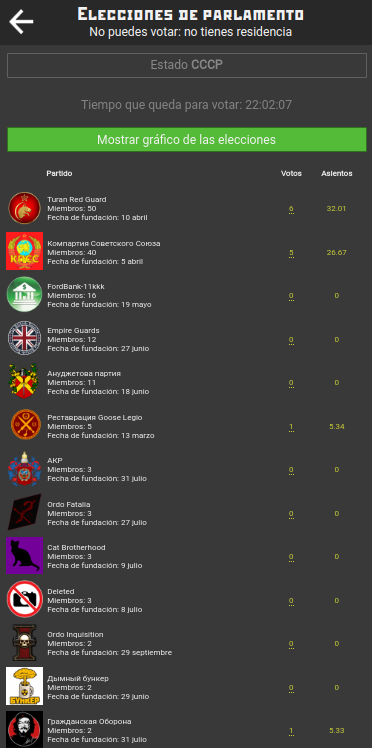 Elecciones de parlamento
No puedes votar: no tienes residencia
Estado CCCP
Tiempo que queda para votar: 22:02:07
Mostrar gráfico de las elecciones
Partido Votos Asientos
Turan Red Guard
Miembros: 50 6 32.01
Fecha de fundación: 10 abril
Компартия Советского Союза
Miembros: 40 5 26.67
Fecha de fundación: 5 abril
FordBank-11kkk
Miembros: 16 0 0
Fecha de fundación: 19 mayo
Empire Guards
Miembros: 12 0 0
Fecha de fundación: 27 junio
Ануджетова партия
Miembros: 11 0 0
Fecha de fundación: 18 junio
Реставрация Goose Legio
Miembros: 5 1 5.34
Fecha de fundación: 13 marzo
АКР
Miembros: 3 0 0
Fecha de fundación: 31 julio
Ordo Fatalia
Miembros: 3 0 0
Fecha de fundación: 27 julio
Cat Brotherhood
Miembros: 3 0 0
Fecha de fundación: 9 julio
Deleted
Miembros: 3 0 0
Fecha de fundación: 8 julio
Ordo Inquisition
Miembros: 2 0 0
Fecha de fundación: 29 septiembre
Дымный бункер
Miembros: 2 0 0
Fecha de fundación: 29 junio
БУНКЕР
Гражданская Оборона
Miembros: 2 1 5.33
Fecha de fundación: 31 julio